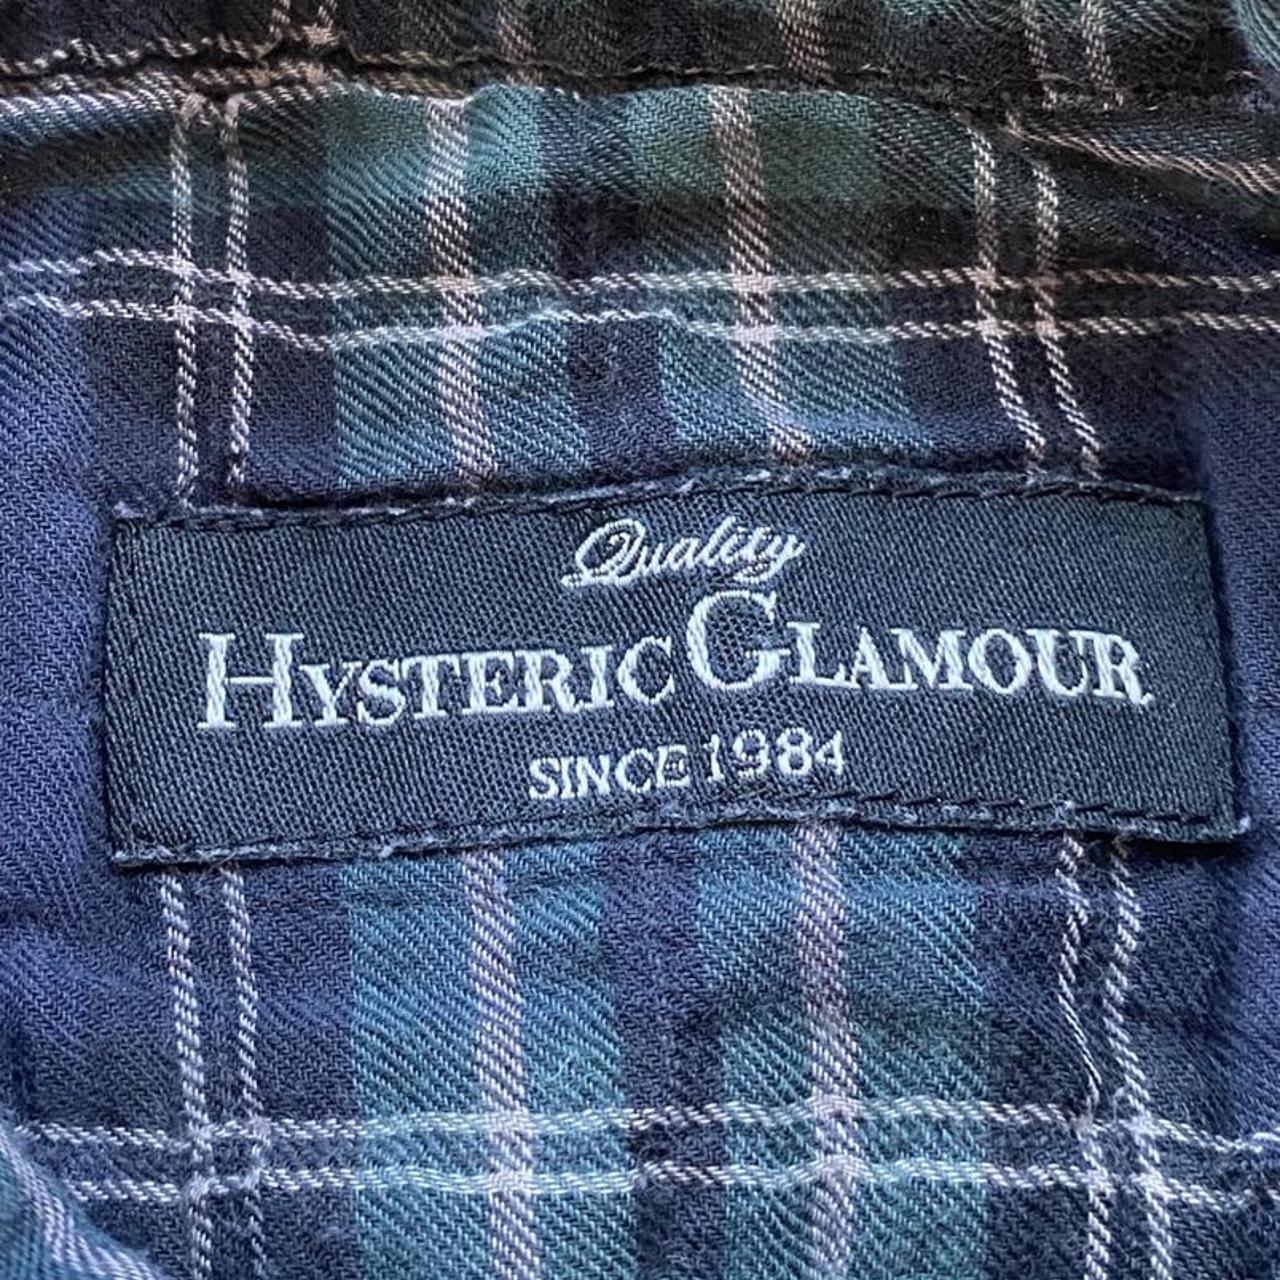 Quality
HYSTERIC GLAMOUR
SINCE 1984